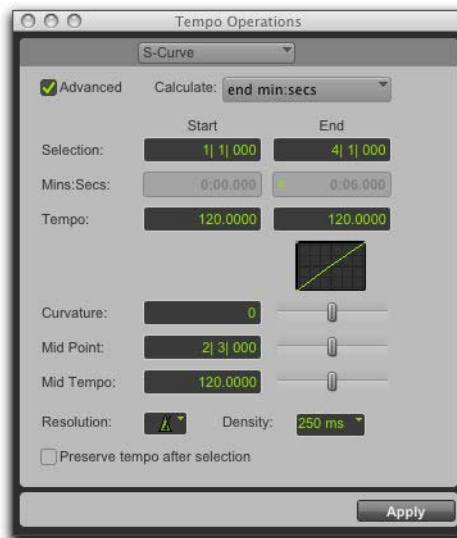 Tempo Operations
S-Curve
Advanced Calculate: end min:secs
Start End
Selection: 1| 1| 000 4| 1| 000
Mins:Secs: 0:00.000 0:06.000
Tempo: 120.0000 120.0000
Curvature: 0
Mid Point: 2| 3| 000
Mid Tempo: 120.0000
Resolution: Density: 250 ms
Preserve tempo after selection
Apply